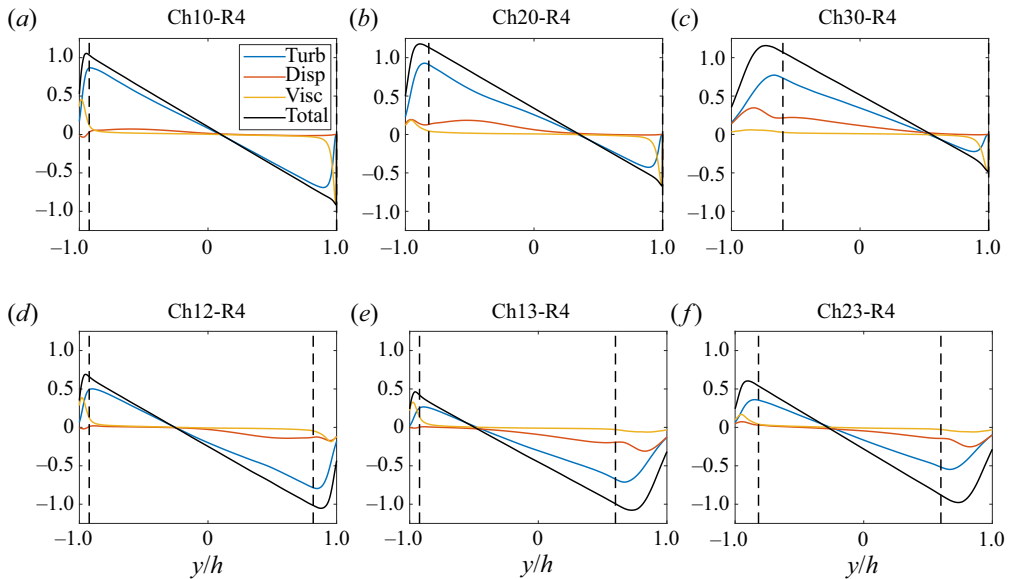 (a) Ch10-R4 (b) Ch20-R4 (c) Ch30-R4
1.0 1.0 1.0
Turb
Disp
Visc
Total
0.5 0.5 0.5
0 0 0
−0.5 −0.5 −0.5
−1.0 −1.0 −1.0
−1.0 0 1.0 −1.0 0 1.0 −1.0 0 1.0
(d) Ch12-R4 (e) Ch13-R4 (f) Ch23-R4
1.0 1.0 1.0
0.5 0.5 0.5
0 0 0
−0.5 −0.5 −0.5
−1.0 −1.0 −1.0
−1.0 0 1.0 −1.0 0 1.0 −1.0 0 1.0
y/h y/h y/h